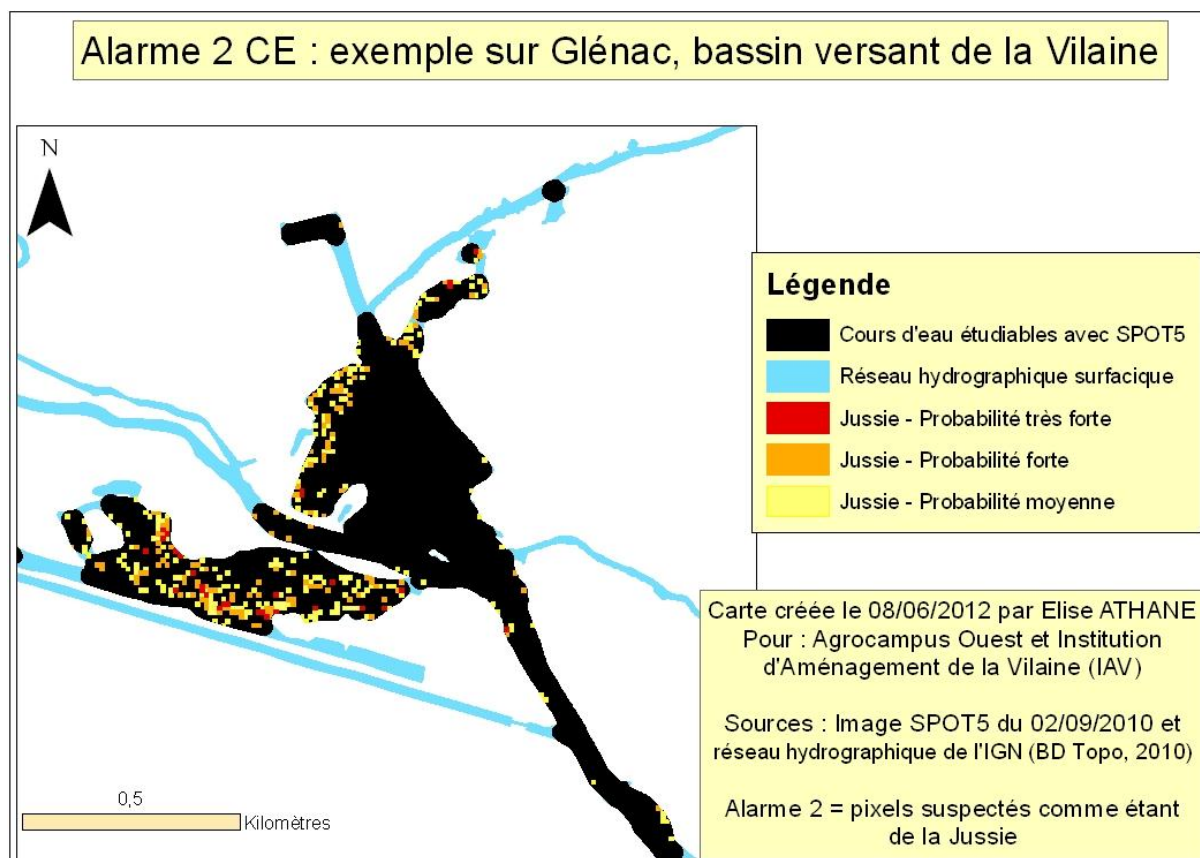 Alarme 2 CE : exemple sur Glénac, bassin versant de la Vilaine
N
Légende
Cours d'eau étudiables avec SPOT5
Réseau hydrographique surfacique
Jussie - Probabilité très forte
Jussie - Probabilité forte
Jussie - Probabilité moyenne
Carte créée le 08/06/2012 par Elise ATHANE
Pour : Agrocampus Ouest et Institution
d'Aménagement de la Vilaine (IAV)
Sources : Image SPOT5 du 02/09/2010 et
réseau hydrographique de l'IGN (BD Topo, 2010)
Alarme 2 = pixels suspectés comme étant
de la Jussie
0,5
Kilomètres